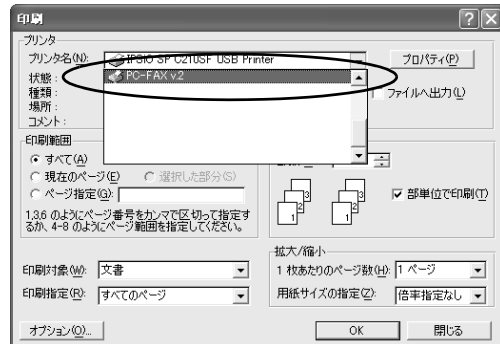 印刷
プリンタ
プリンタ名(N): IPSiO SP C210SF USB Printer プロパティ(P)
PC-FAX v.2
状態:
種類: ファイルへ出力(L)
場所:
コメント:
印刷範囲
すべて(A)
現在のページ(E) 選択した部分(S)
ページ指定(G):
1,3,6 のようにページ番号をカンマで区切って指定す
るか、4-8 のようにページ範囲を指定してください。
部単位で印刷(T)
1 2 3 1 2 3
拡大/縮小
印刷対象(W): 文書 1 枚あたりのページ数(H): 1 ページ
印刷指定(R): すべてのページ 用紙サイズの指定(Z): 倍率指定なし
オプション(O)... OK 閉じる